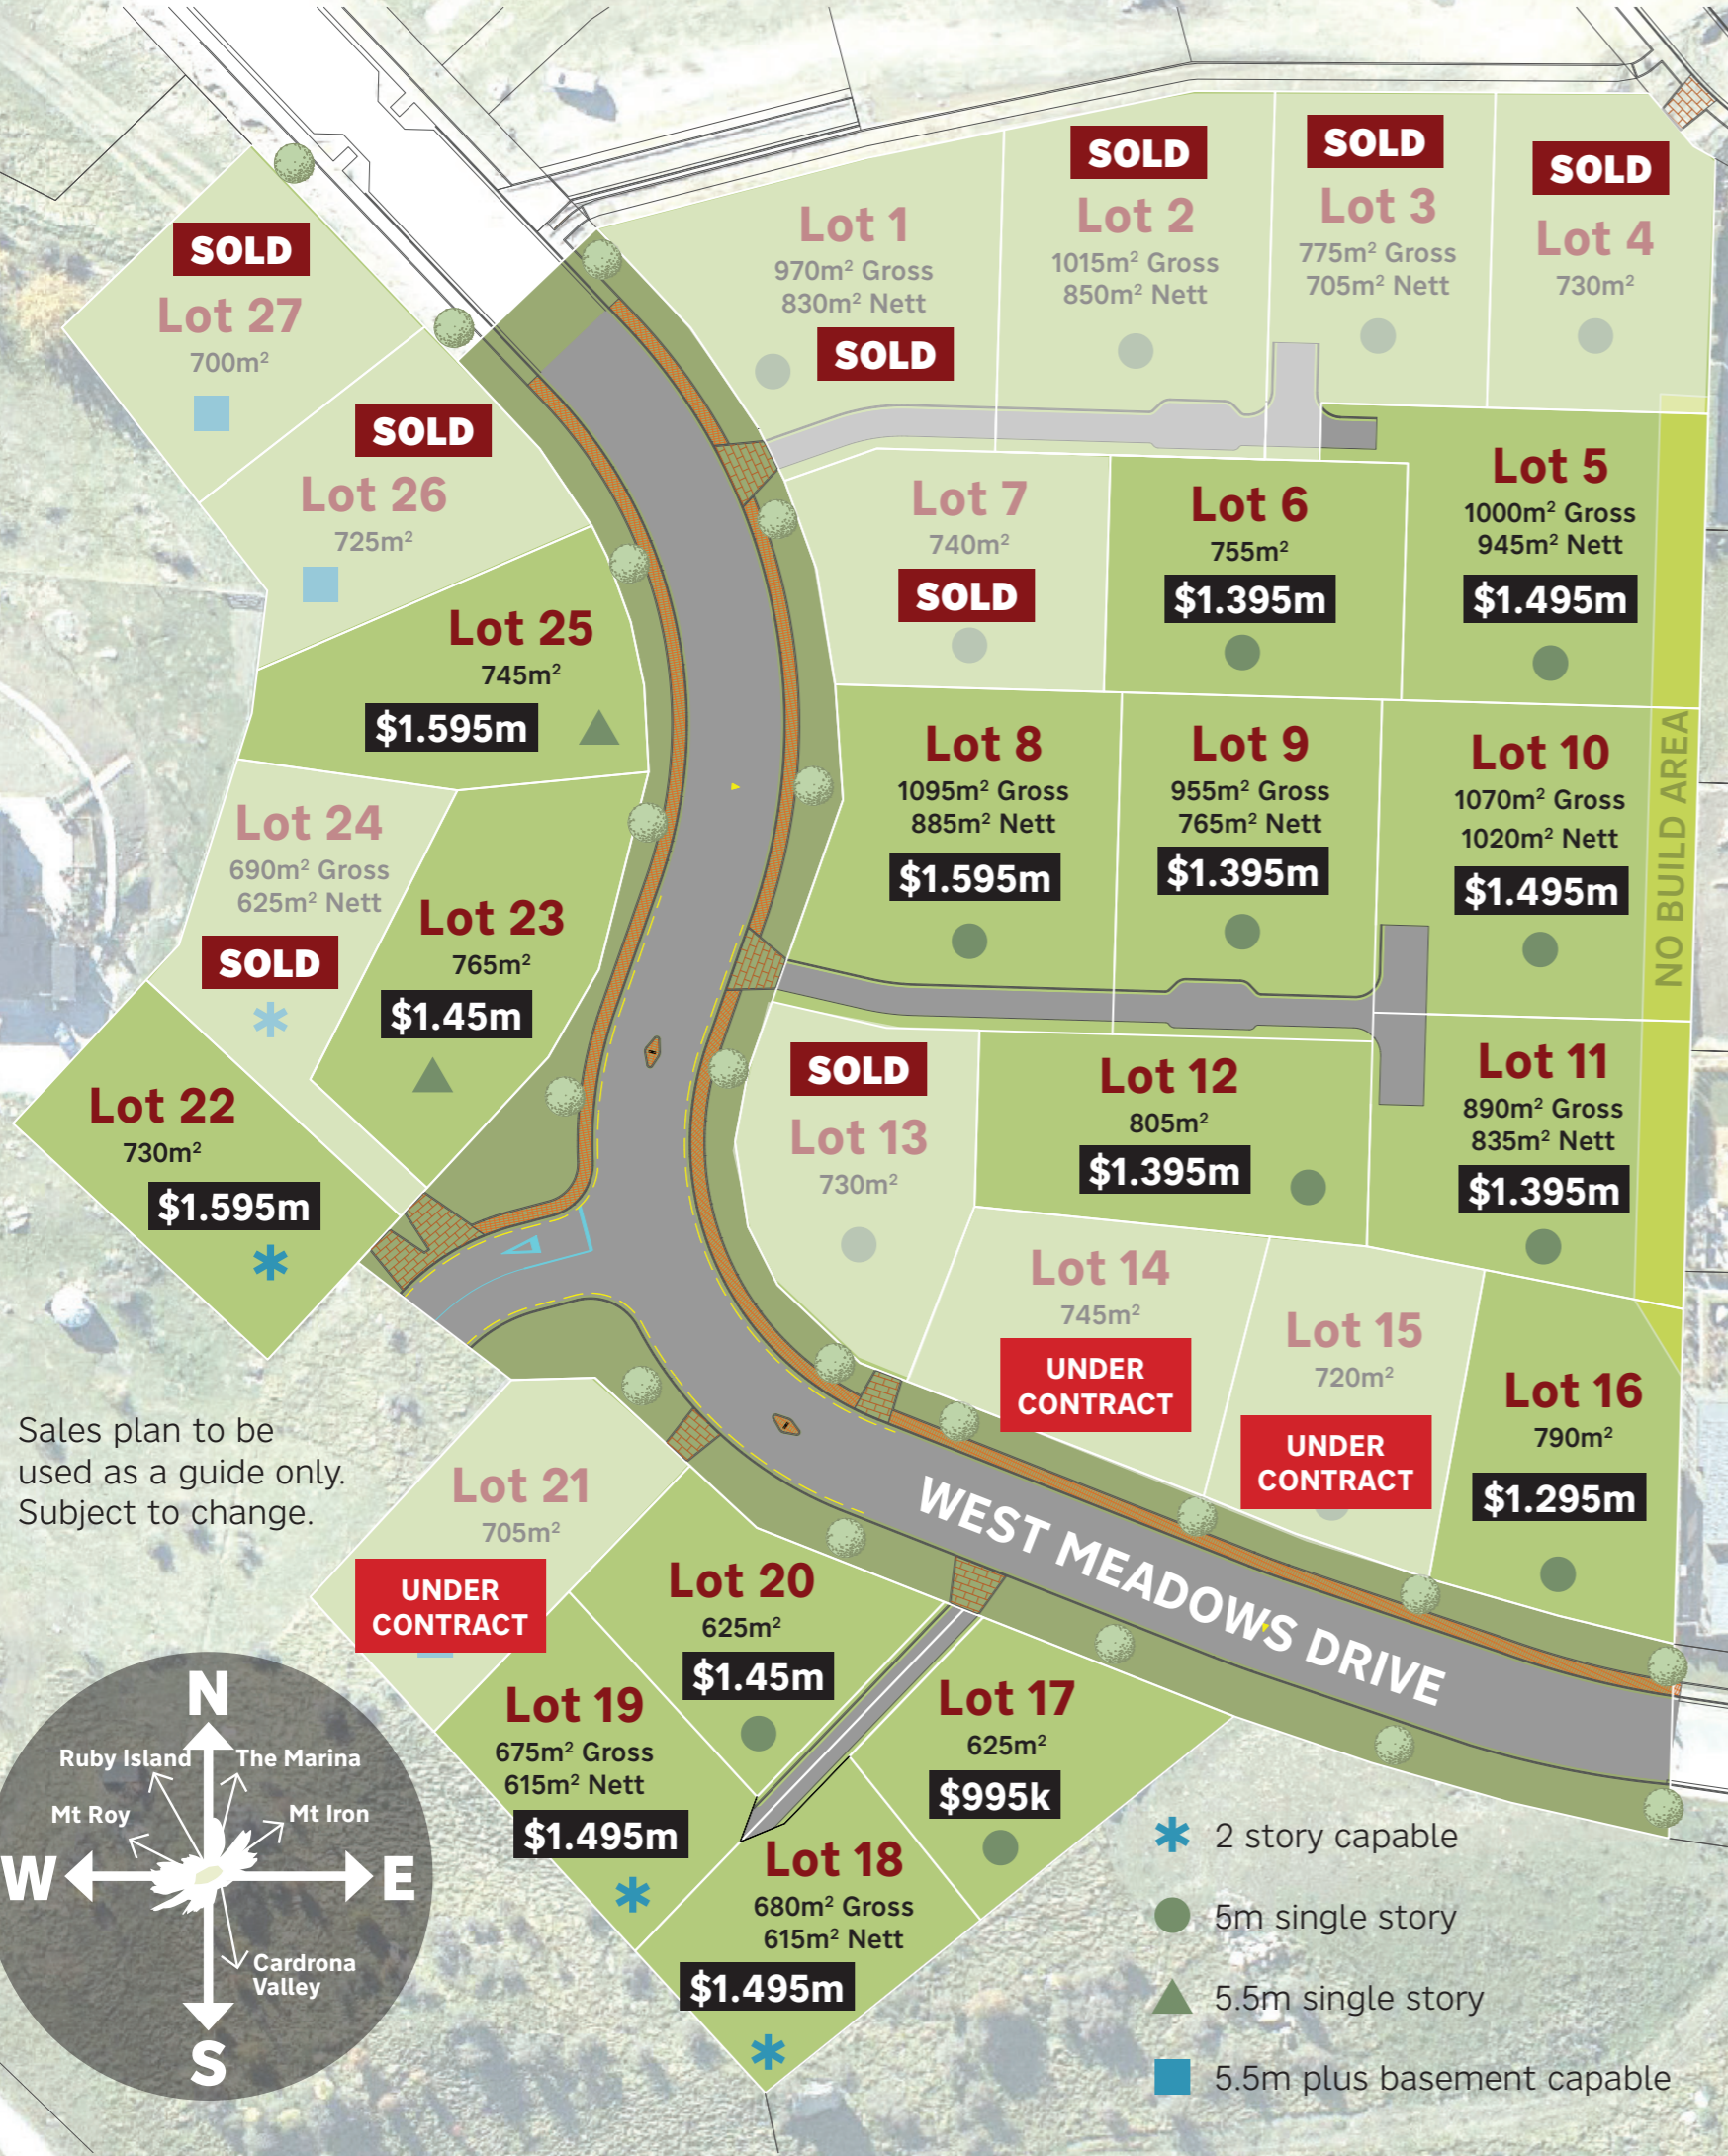 SOLD
Lot 27
700m²
SOLD
Lot 26
725m²
Lot 1
970m² Gross
830m² Nett
SOLD
SOLD
Lot 2
1015m² Gross
850m² Nett
SOLD
Lot 3
775m² Gross
705m² Nett
SOLD
Lot 4
730m²
Lot 7
740m²
SOLD
Lot 6
755m²
$1.395m
Lot 5
1000m² Gross
945m² Nett
$1.495m
Lot 25
745m²
$1.595m
Lot 8
1095m² Gross
885m² Nett
$1.595m
Lot 9
955m² Gross
765m² Nett
$1.395m
Lot 10
1070m² Gross
1020m² Nett
$1.495m
NO BUILD AREA
Lot 24
690m² Gross
625m² Nett
SOLD
Lot 23
765m²
$1.45m
Lot 22
730m²
$1.595m
SOLD
Lot 13
730m²
Lot 12
805m²
$1.395m
Lot 11
890m² Gross
835m² Nett
$1.395m
Lot 14
745m²
UNDER
CONTRACT
Lot 15
720m²
UNDER
CONTRACT
Lot 16
790m²
$1.295m
Sales plan to be
used as a guide only.
Subject to change.
Lot 21
705m²
UNDER
CONTRACT
Lot 20
625m²
$1.45m
WEST MEADOWS DRIVE
Lot 19
675m² Gross
615m² Nett
$1.495m
Lot 17
625m²
$995k
Lot 18
680m² Gross
615m² Nett
$1.495m
N
Ruby Island
The Marina
Mt Roy
Mt Iron
W
E
Cardrona
Valley
S
2 story capable
5m single story
5.5m single story
5.5m plus basement capable